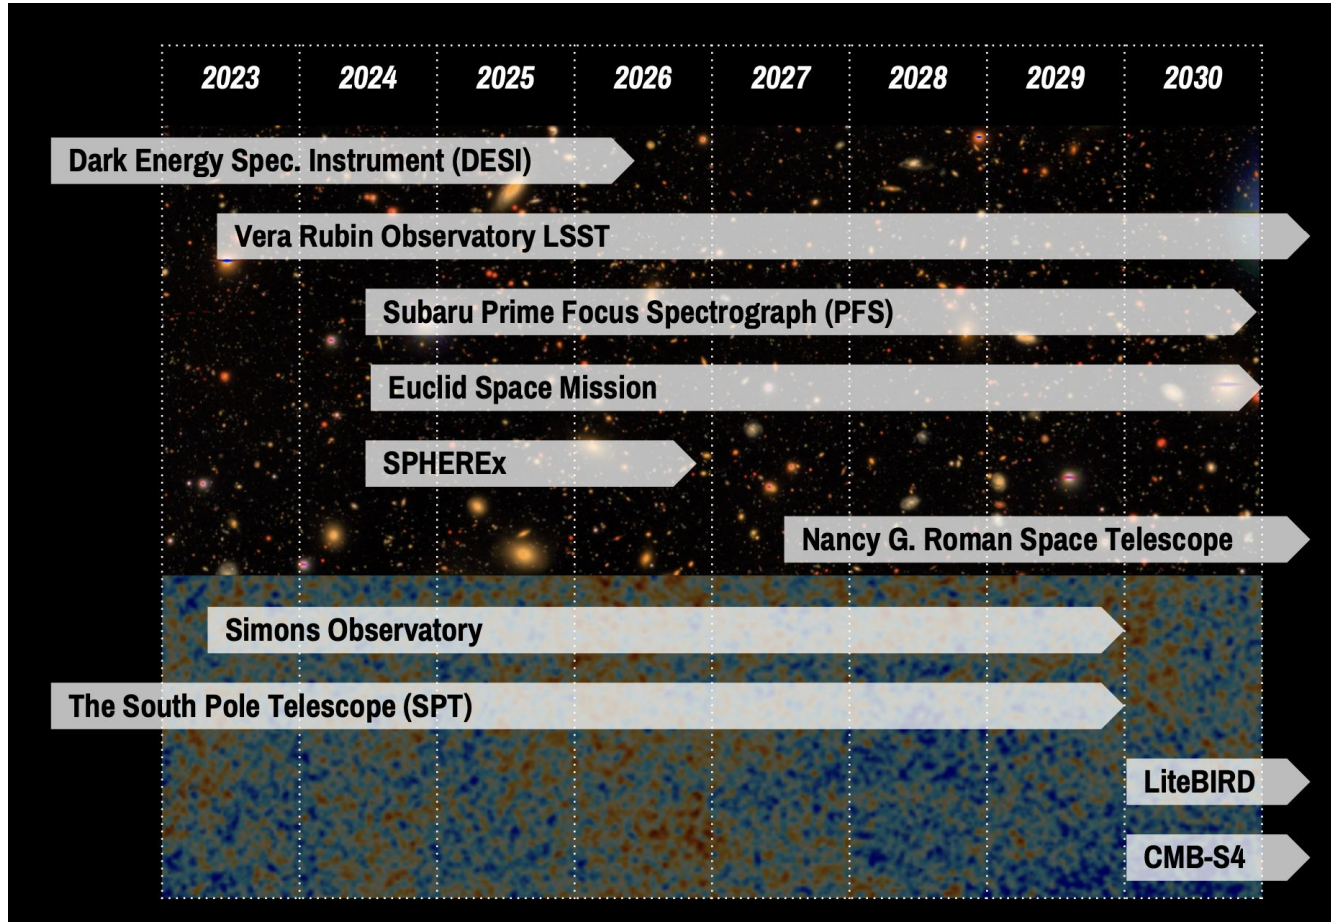 2023 2024 2025 2026 2027 2028 2029 2030
Dark Energy Spec. Instrument (DESI)
Vera Rubin Observatory LSST
Subaru Prime Focus Spectrograph (PFS)
Euclid Space Mission
SPHEREx
Nancy G. Roman Space Telescope
Simons Observatory
The South Pole Telescope (SPT)
LiteBIRD
CMB-S4